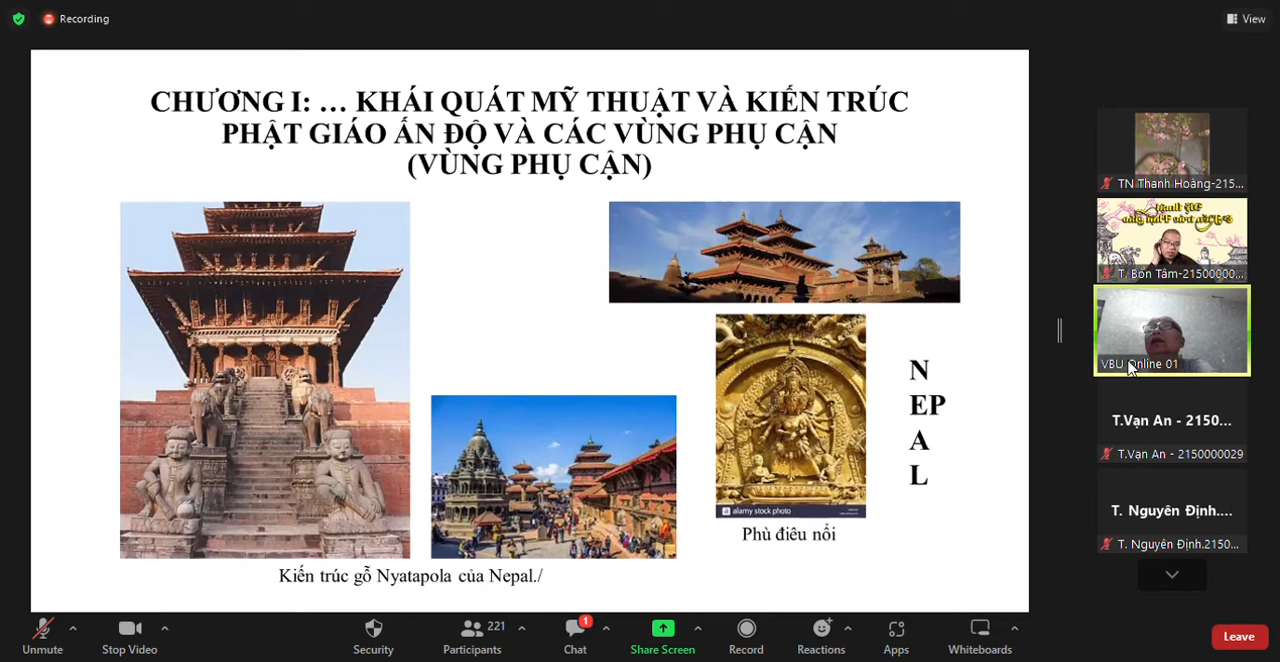 Recording
View
CHƯƠNG I: … KHÁI QUÁT MỸ THUẬT VÀ KIẾN TRÚC
PHẬT GIÁO ẤN ĐỘ VÀ CÁC VÙNG PHỤ CẬN
(VÙNG PHỤ CẬN)
N
EP
A
L
alamy stock photo
Phù điêu nổi
Kiến trúc gỗ Nyatapola của Nepal./
TN Thanh Hoàng-215...
T. Bổn Tâm-21500000...
VBU Online 01
T.Vạn An - 2150...
T.Vạn An - 2150000029
T. Nguyên Định....
T. Nguyên Định.2150...
Unmute
Stop Video
Security
221
Participants
1
Chat
Share Screen
Record
Reactions
Apps
Whiteboards
Leave